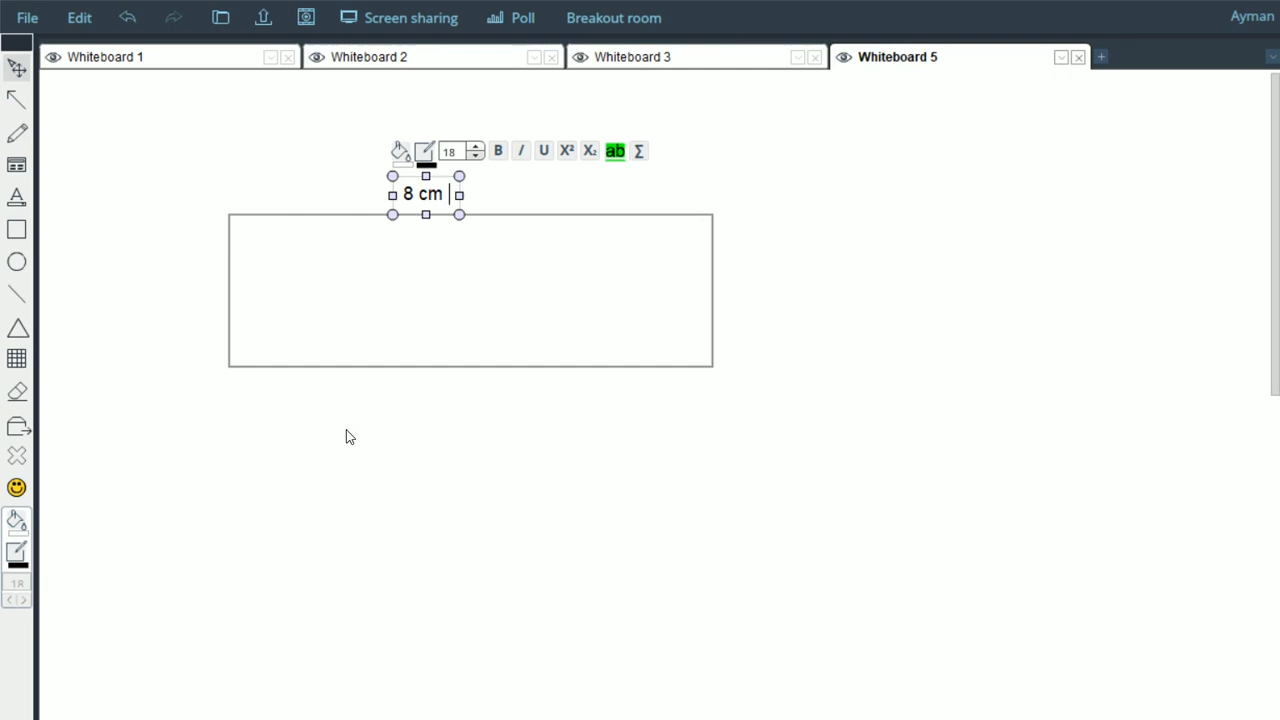 File Edit Screen sharing Poll Breakout room Ayman
Whiteboard 1 Whiteboard 2 Whiteboard 3 Whiteboard 5
18 B I U X² X₂ ab Σ
8 cm
18